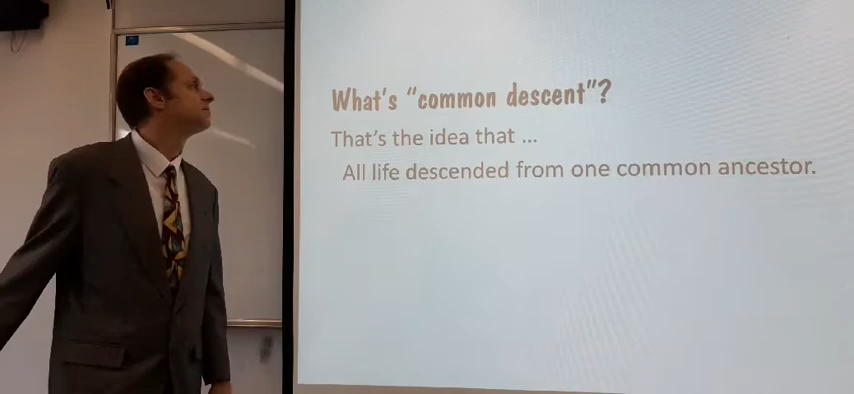 What's “common descent”?
That's the idea that ...
All life descended from one common ancestor.